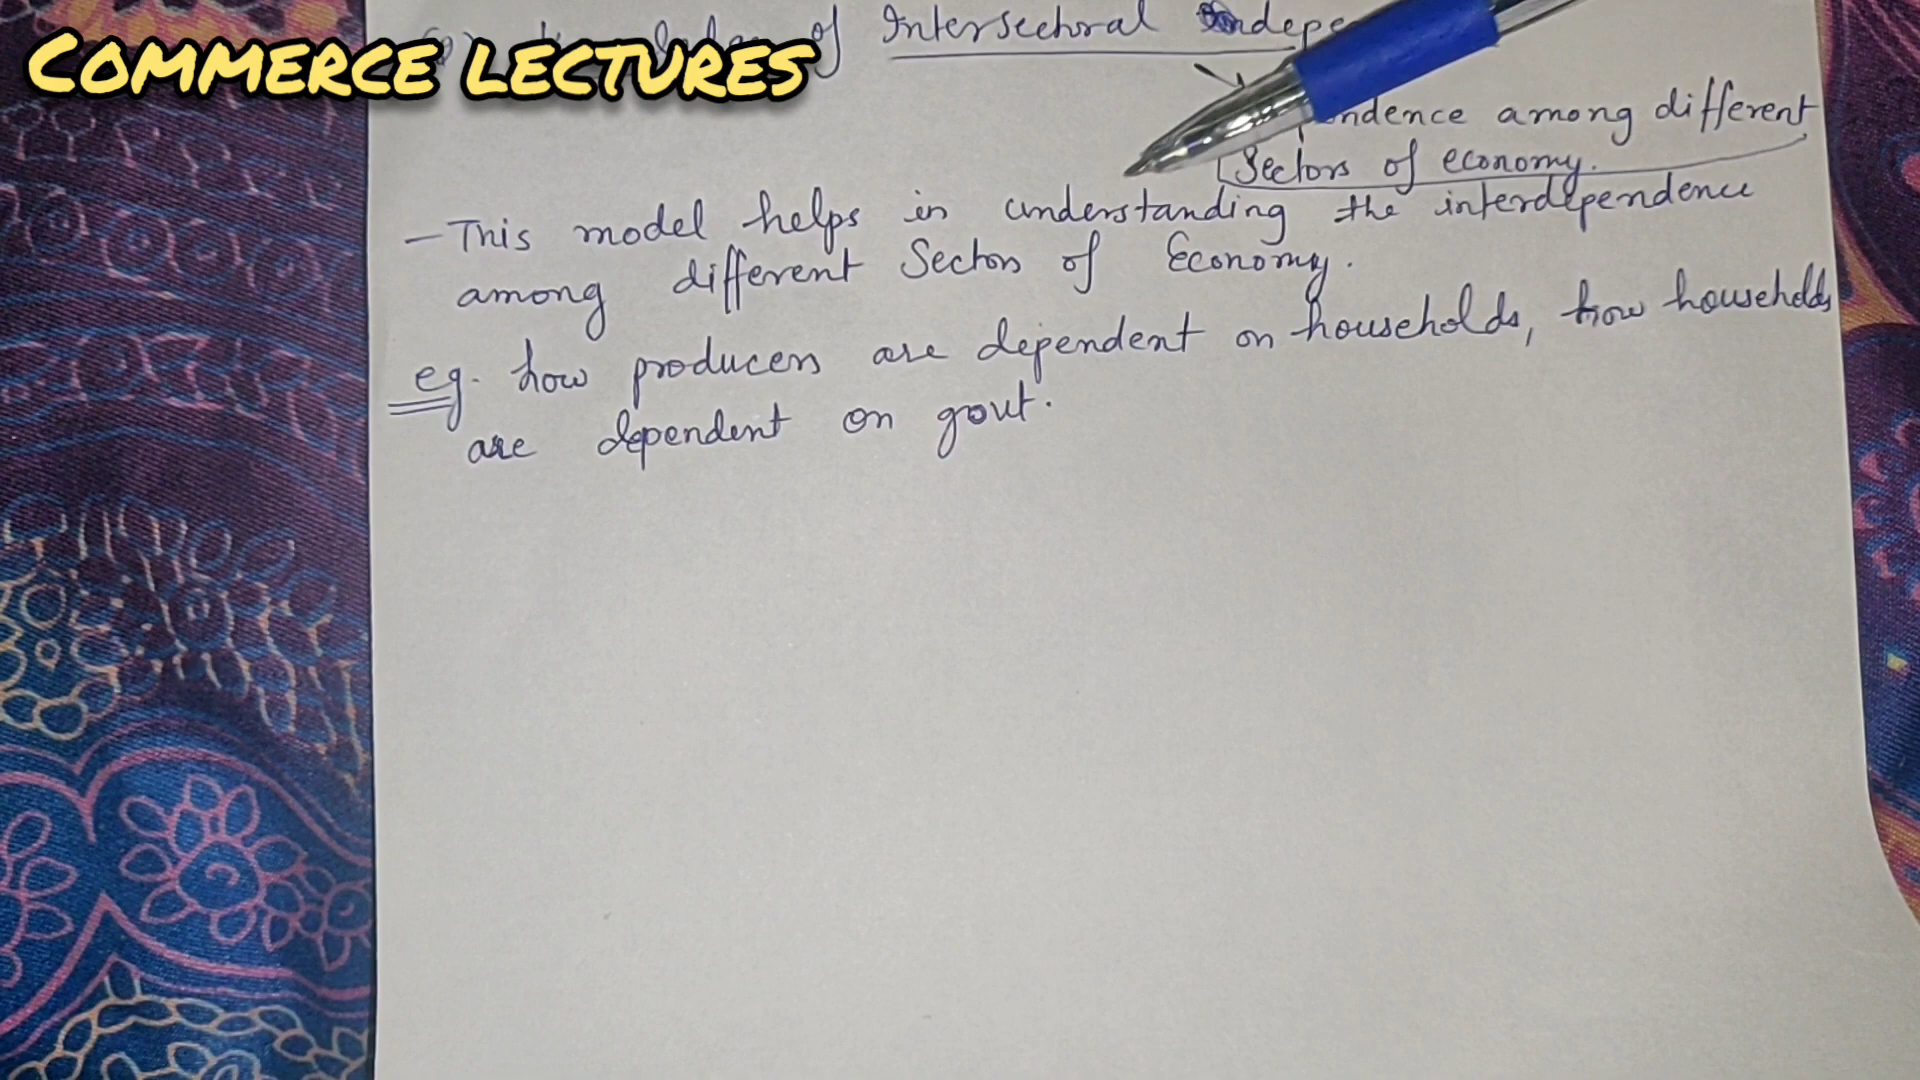 COMMERCE LECTURES
of Intersectoral
among different
Sectors of economy.
– This model helps in understanding the interdependence
among different Sectors of Economy.
eg. how producers are dependent on households, how households
are dependent on govt.